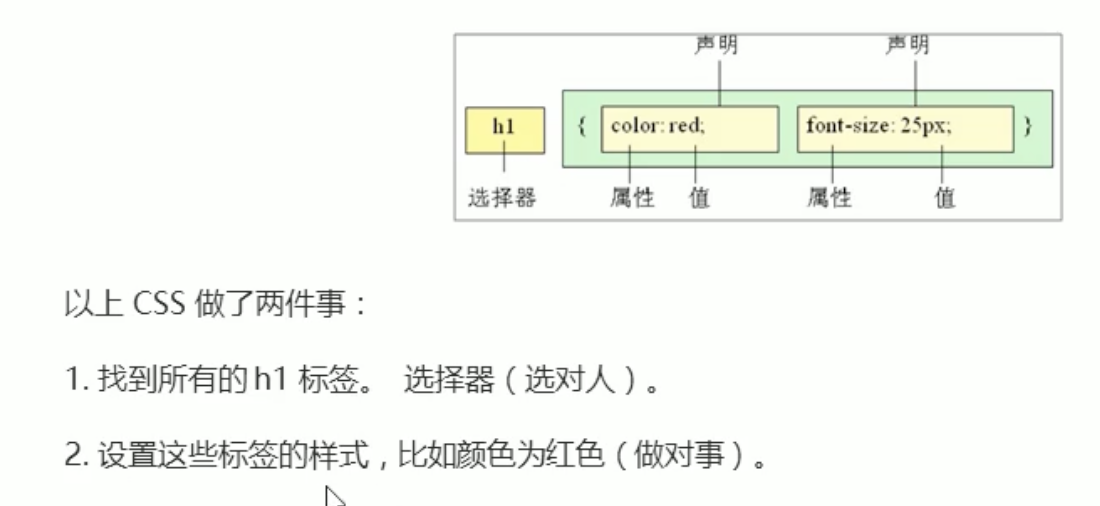 声明 声明
h1 { color: red; font-size: 25px; }
选择器 属性 值 属性 值
以上 CSS 做了两件事：
1. 找到所有的 h1 标签。 选择器（选对人）。
2. 设置这些标签的样式，比如颜色为红色（做对事）。